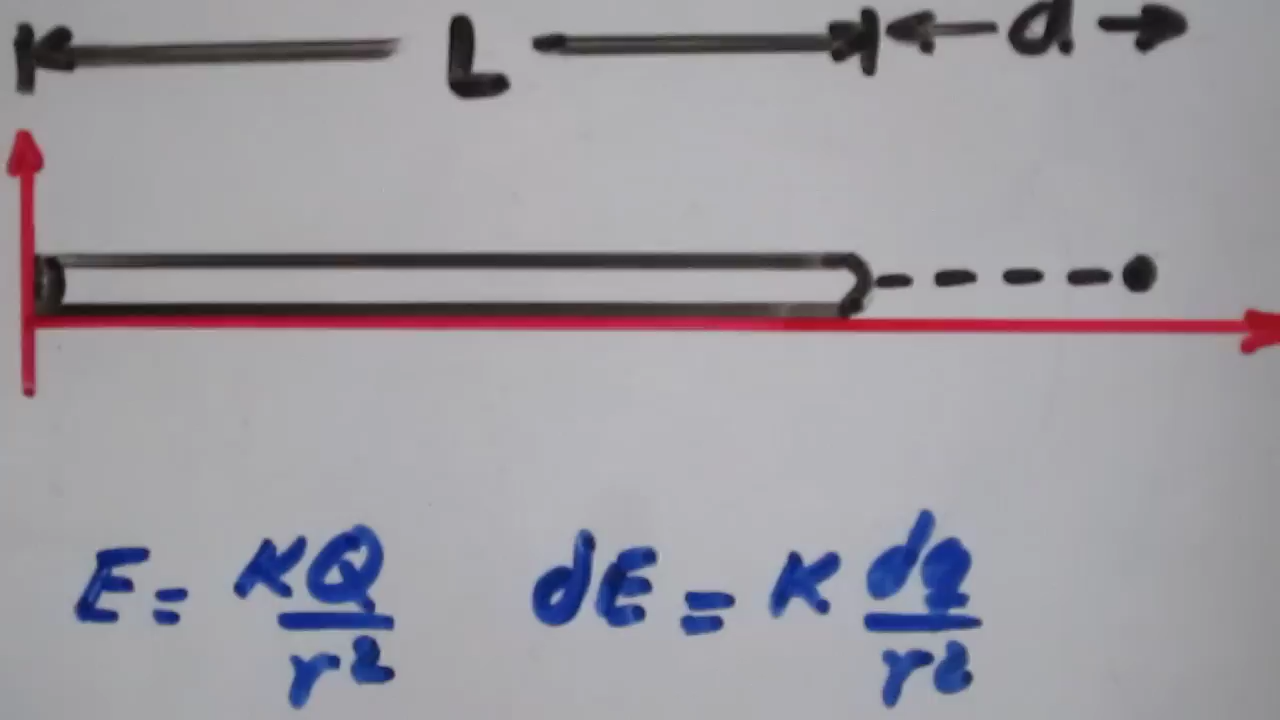 L d
E = KQ/r² dE = K dq/r²